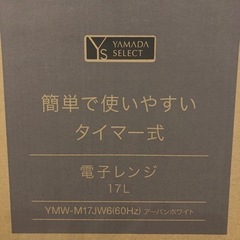 YS
YAMADA
SELECT
簡単で使いやすい
タイマー式
電子レンジ
17L
YMW-M17JW6(60Hz) アーバンホワイト